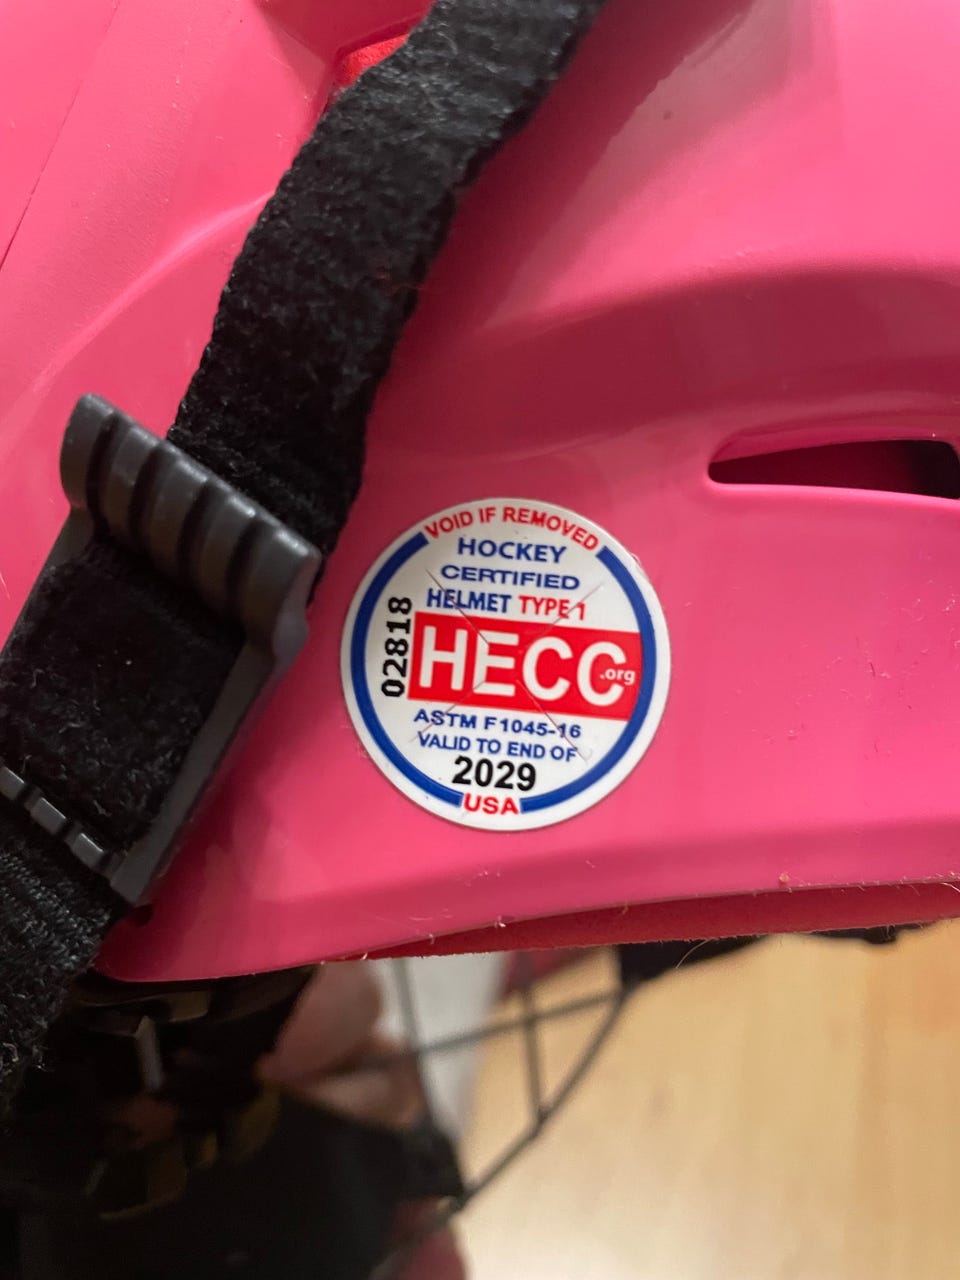 VOID IF REMOVED
HOCKEY
CERTIFIED
HELMET TYPE 1
02818
HECC.org
ASTM F1045-16
VALID TO END OF
2029
USA